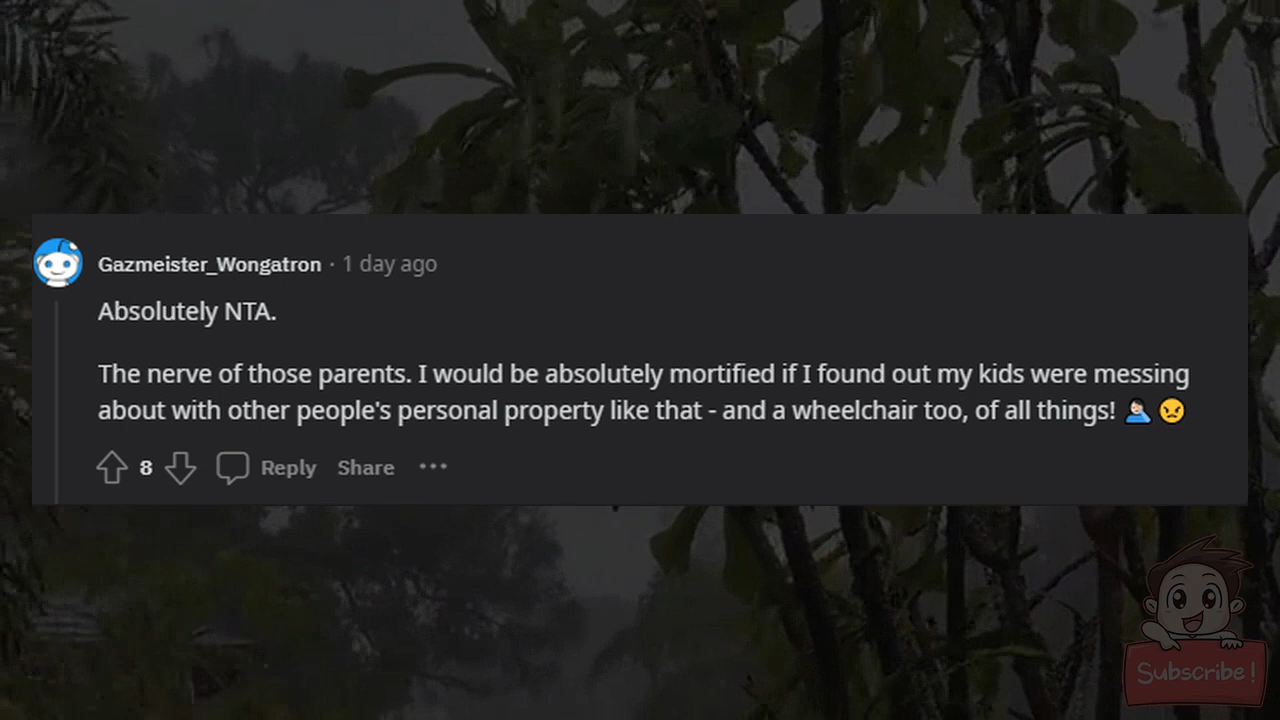 Gazmeister_Wongatron · 1 day ago
Absolutely NTA.
The nerve of those parents. I would be absolutely mortified if I found out my kids were messing
about with other people's personal property like that - and a wheelchair too, of all things! 🤦🏻‍♂️😠
8 Reply Share ···
Subscribe!